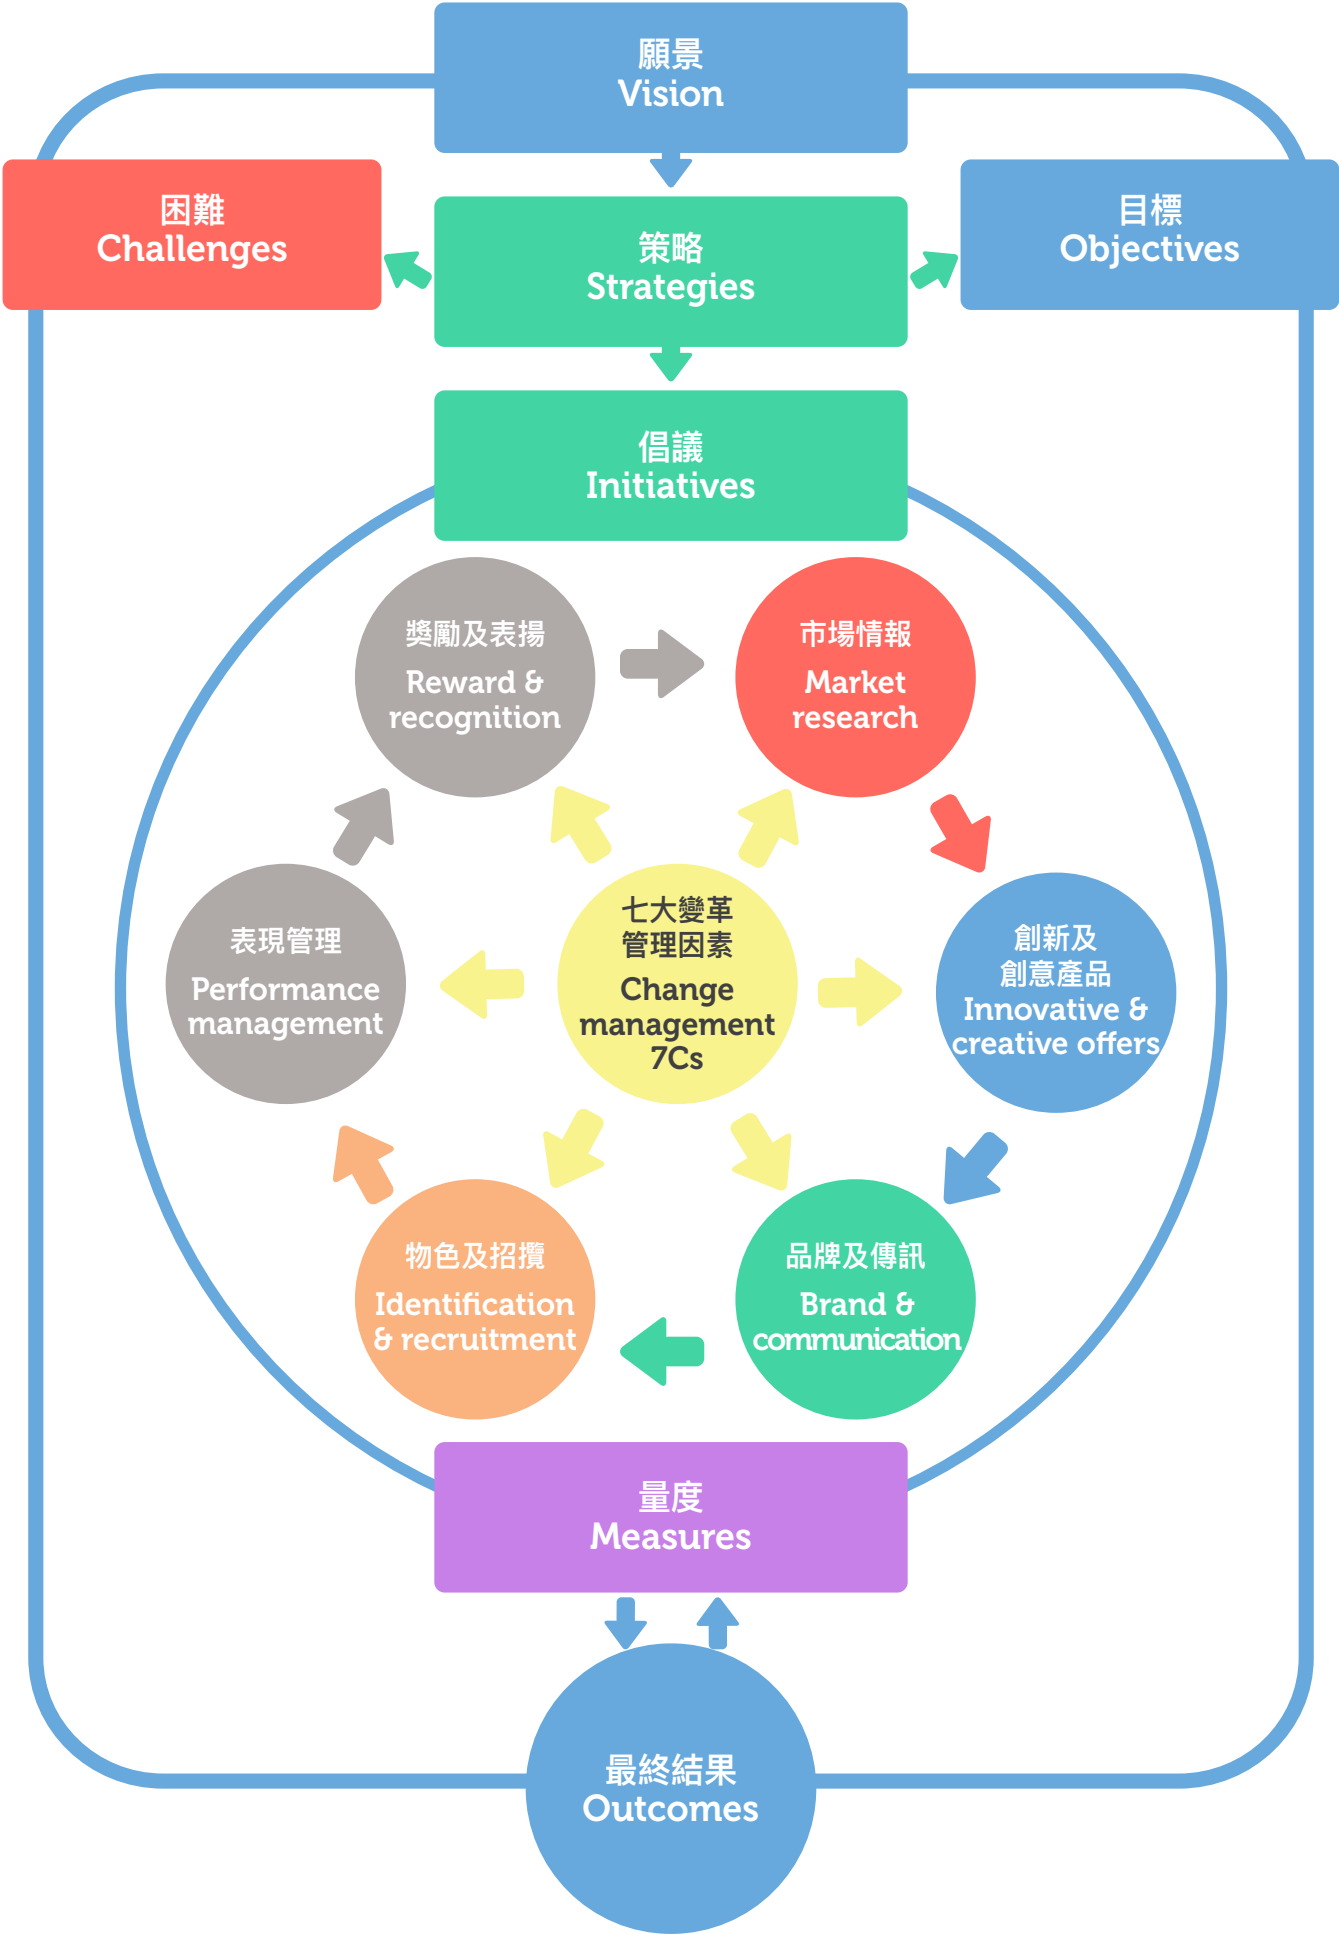 願景
Vision
困難
Challenges
策略
Strategies
目標
Objectives
倡議
Initiatives
獎勵及表揚
Reward &
recognition
市場情報
Market
research
表現管理
Performance
management
七大變革
管理因素
Change
management
7Cs
創新及
創意產品
Innovative &
creative offers
物色及招攬
Identification
& recruitment
品牌及傳訊
Brand &
communication
量度
Measures
最終結果
Outcomes